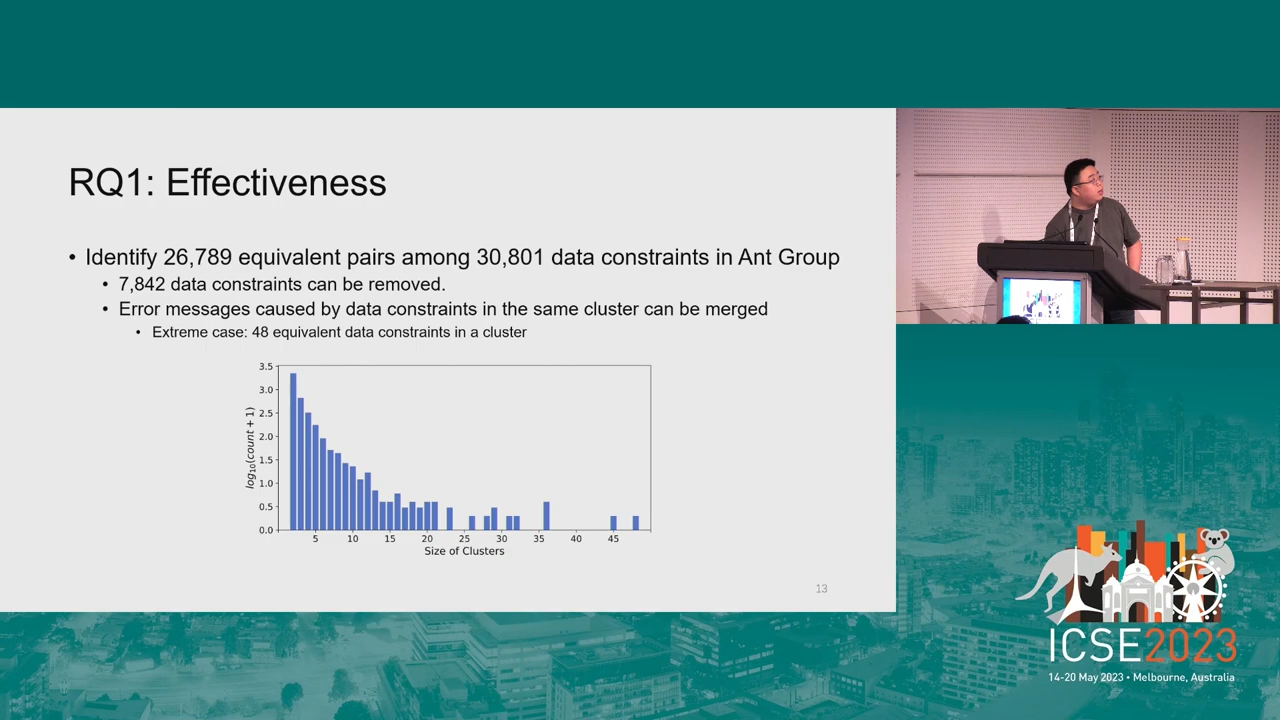 RQ1: Effectiveness
• Identify 26,789 equivalent pairs among 30,801 data constraints in Ant Group
• 7,842 data constraints can be removed.
• Error messages caused by data constraints in the same cluster can be merged
• Extreme case: 48 equivalent data constraints in a cluster
3.5
3.0
2.5
2.0
1.5
1.0
0.5
0.0
log10(count + 1)
5 10 15 20 25 30 35 40 45
Size of Clusters
13
ICSE2023
14-20 May 2023 • Melbourne, Australia